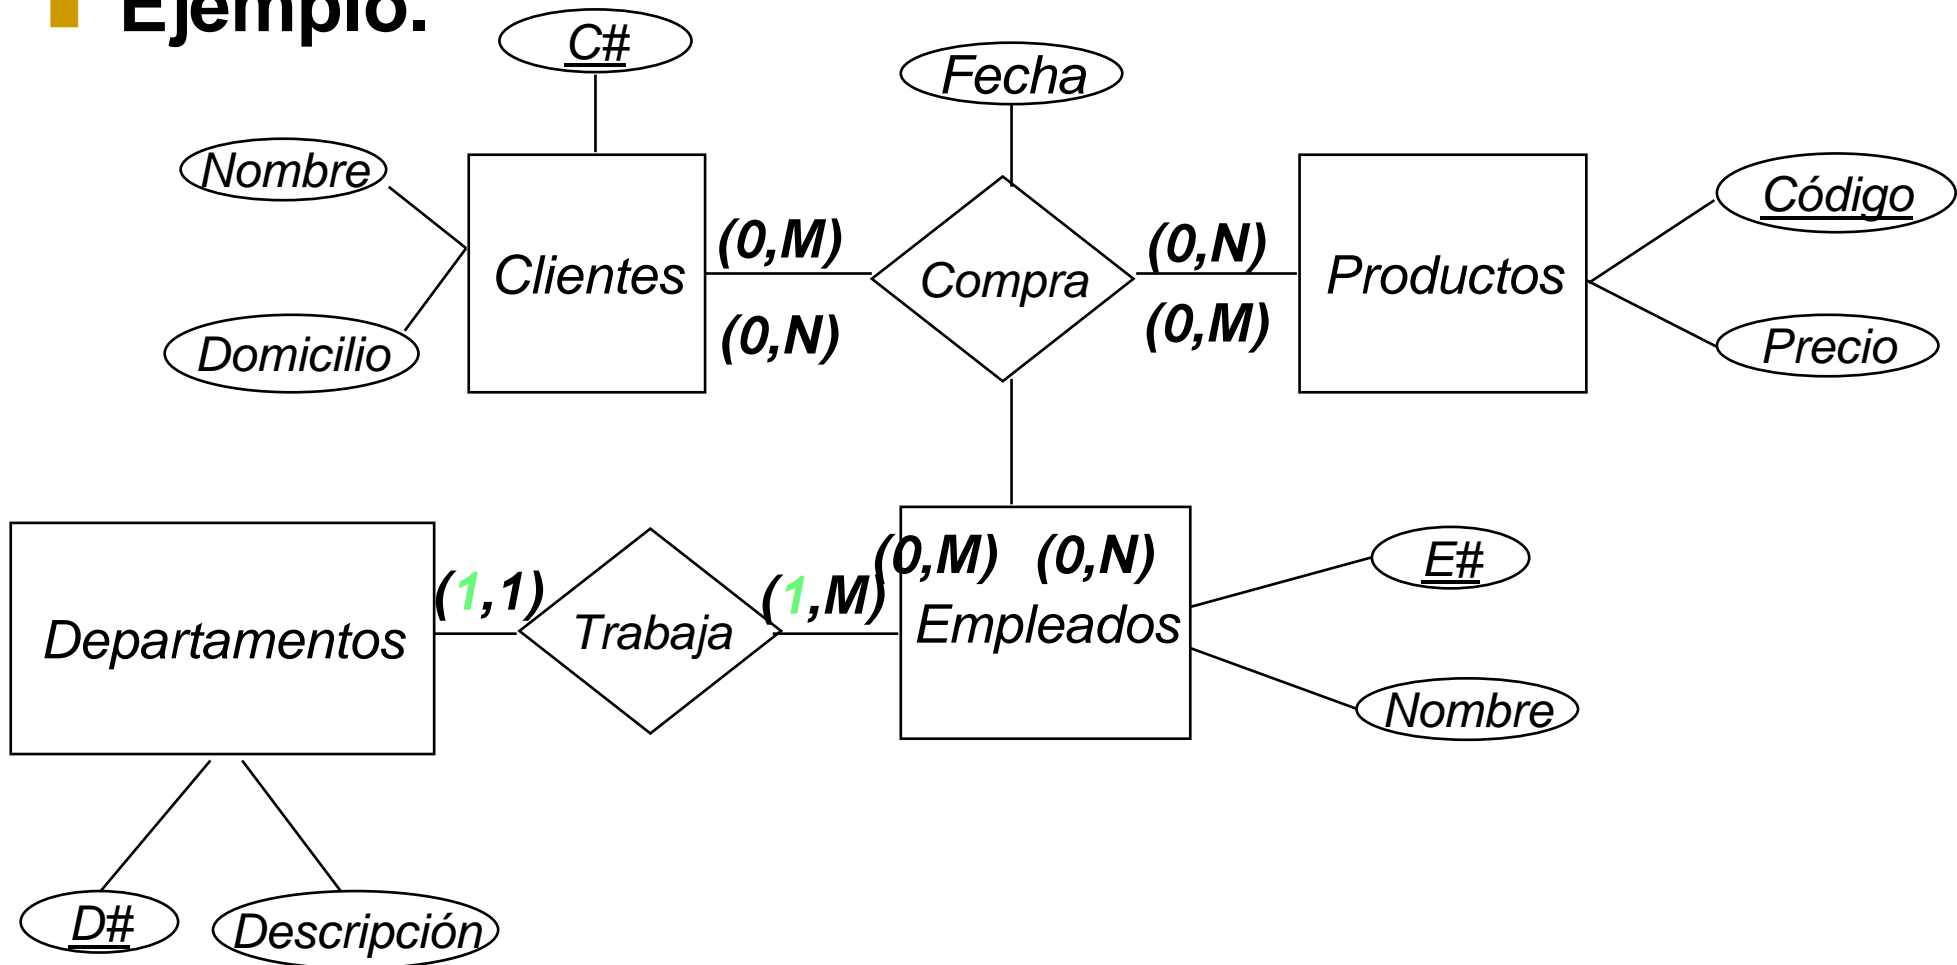 Ejemplo.
C#
Fecha
Nombre
Código
(0,M)
(0,N)
Clientes
Compra
Productos
(0,N)
(0,M)
Domicilio
Precio
(0,M) (0,N)
E#
(1,1)
(1,M)
Departamentos
Trabaja
Empleados
Nombre
D#
Descripción